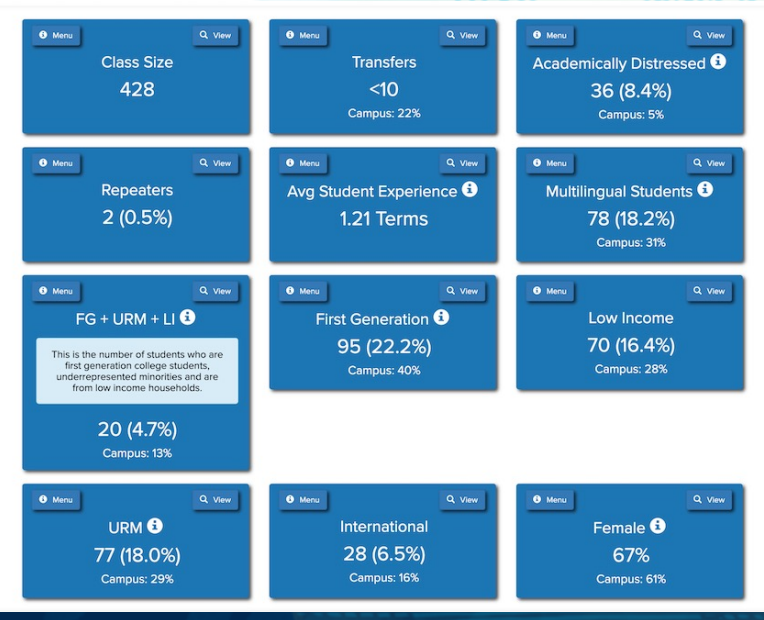 Menu
View
Class Size
428
Menu
View
Transfers
<10
Campus: 22%
Menu
View
Academically Distressed
36 (8.4%)
Campus: 5%
Menu
View
Repeaters
2 (0.5%)
Menu
View
Avg Student Experience
1.21 Terms
Menu
View
Multilingual Students
78 (18.2%)
Campus: 31%
Menu
View
FG + URM + LI
This is the number of students who are
first generation college students,
underrepresented minorities and are
from low income households.
20 (4.7%)
Campus: 13%
Menu
View
First Generation
95 (22.2%)
Campus: 40%
Menu
View
Low Income
70 (16.4%)
Campus: 28%
Menu
View
URM
77 (18.0%)
Campus: 29%
Menu
View
International
28 (6.5%)
Campus: 16%
Menu
View
Female
67%
Campus: 61%